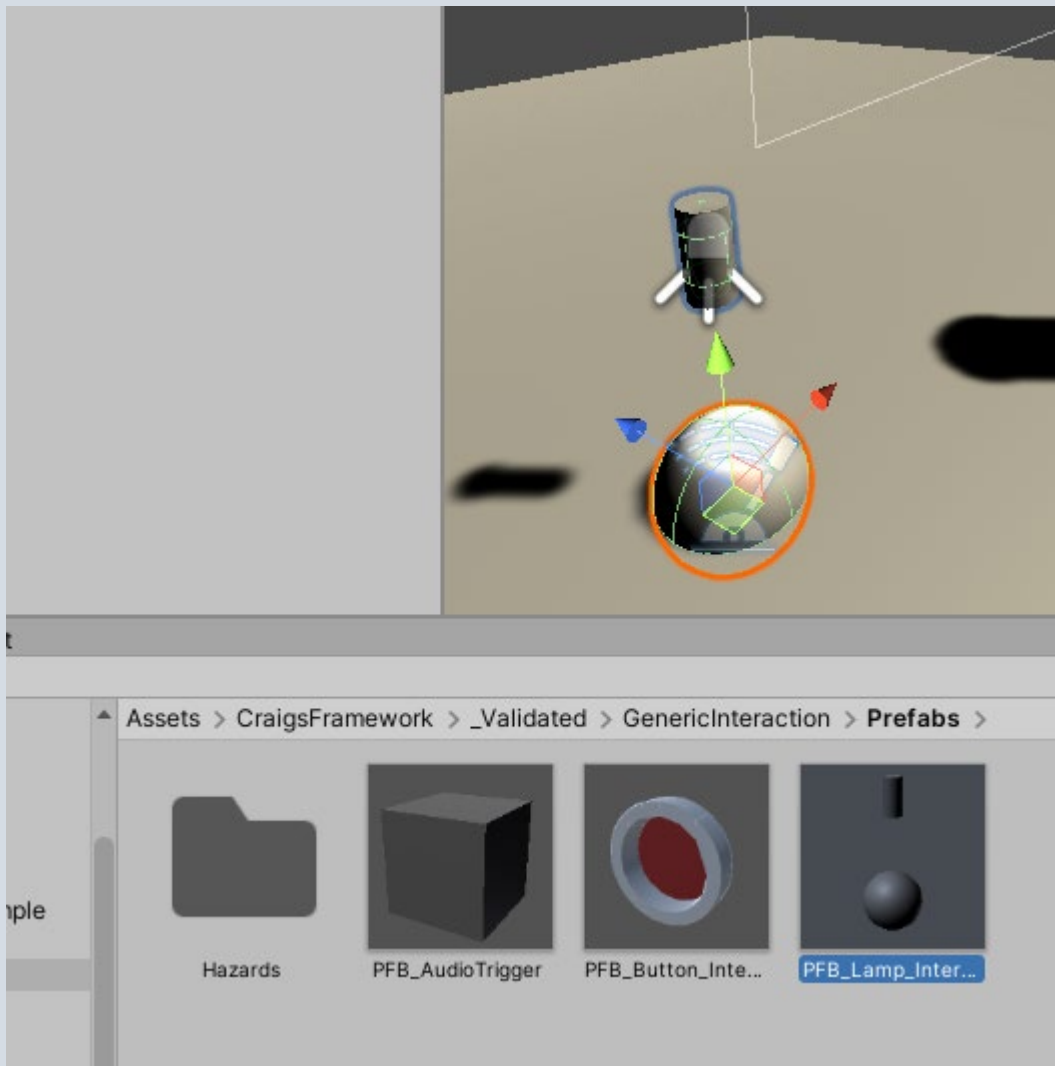 t
Assets > CraigsFramework > _Validated > GenericInteraction > Prefabs >
nple
Hazards
PFB_AudioTrigger
PFB_Button_Inte...
PFB_Lamp_Inter...